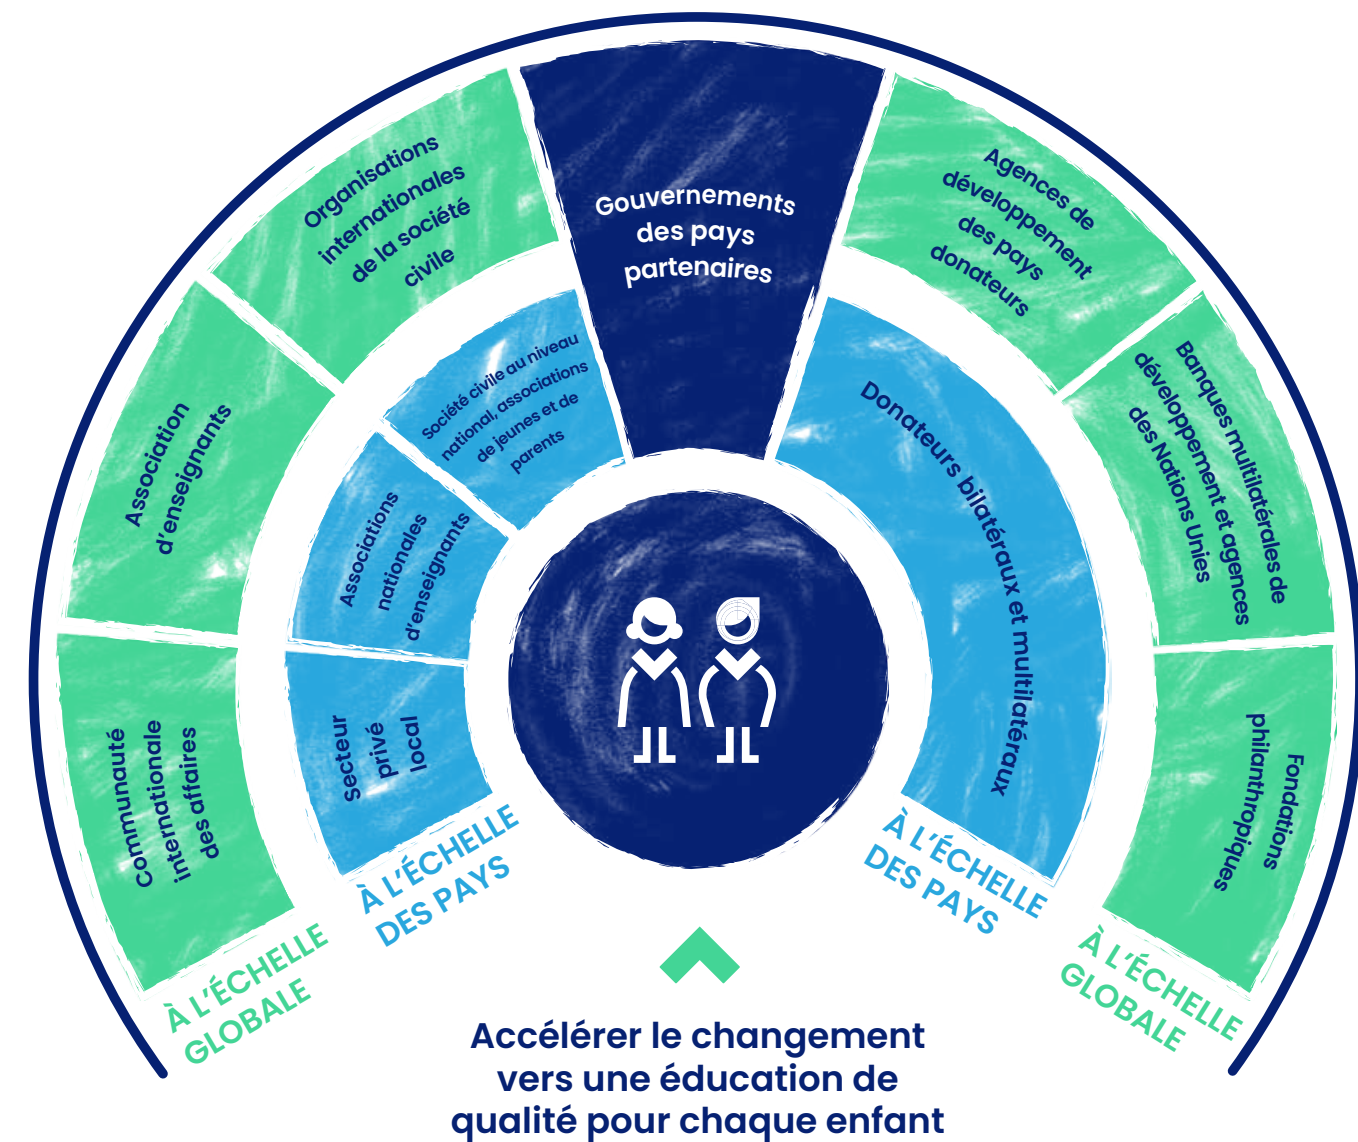 Gouvernements
des pays
partenaires
Organisations
internationales
de la société
civile
Association
d'enseignants
Communauté
internationale
des affaires
Société civile au niveau
national, associations
de jeunes et de
parents
Associations
nationales
d'enseignants
Secteur
privé
local
Agences de
développement
des pays
donateurs
Banques multilatérales de
développement et agences
des Nations Unies
Fondations
philanthropiques
Donateurs bilatéraux et multilatéraux
À L'ÉCHELLE
GLOBALE
À L'ÉCHELLE
DES PAYS
À L'ÉCHELLE
DES PAYS
À L'ÉCHELLE
GLOBALE
Accélérer le changement
vers une éducation de
qualité pour chaque enfant